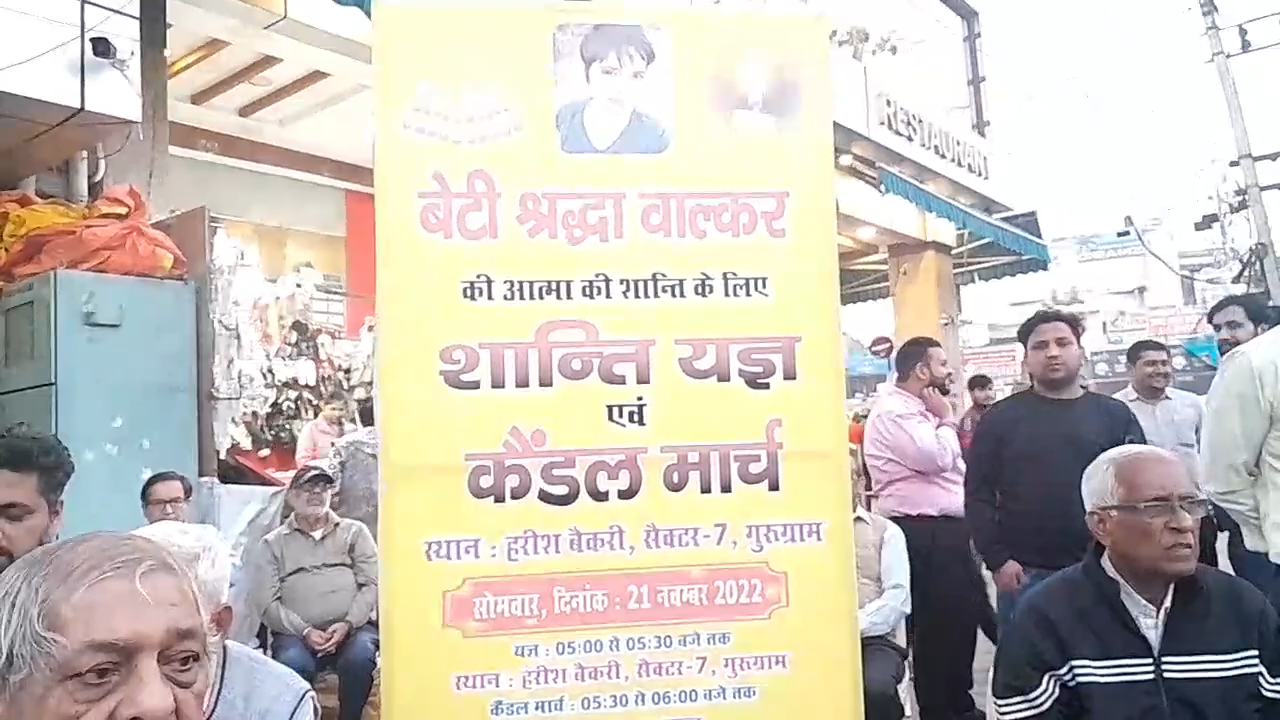 बेटी श्रद्धा वाल्कर
की आत्मा की शान्ति के लिए
शान्ति यज्ञ
एवं
कैंडल मार्च
स्थान : हरीश बैकरी, सैक्टर-7, गुरूग्राम
सोमवार, दिनांक : 21 नवम्बर 2022
यज्ञ : 05:00 से 05:30 बजे तक
स्थान : हरीश बैकरी, सैक्टर-7, गुरूग्राम
कैंडल मार्च : 05:30 से 06:00 बजे तक
RESTAURANT